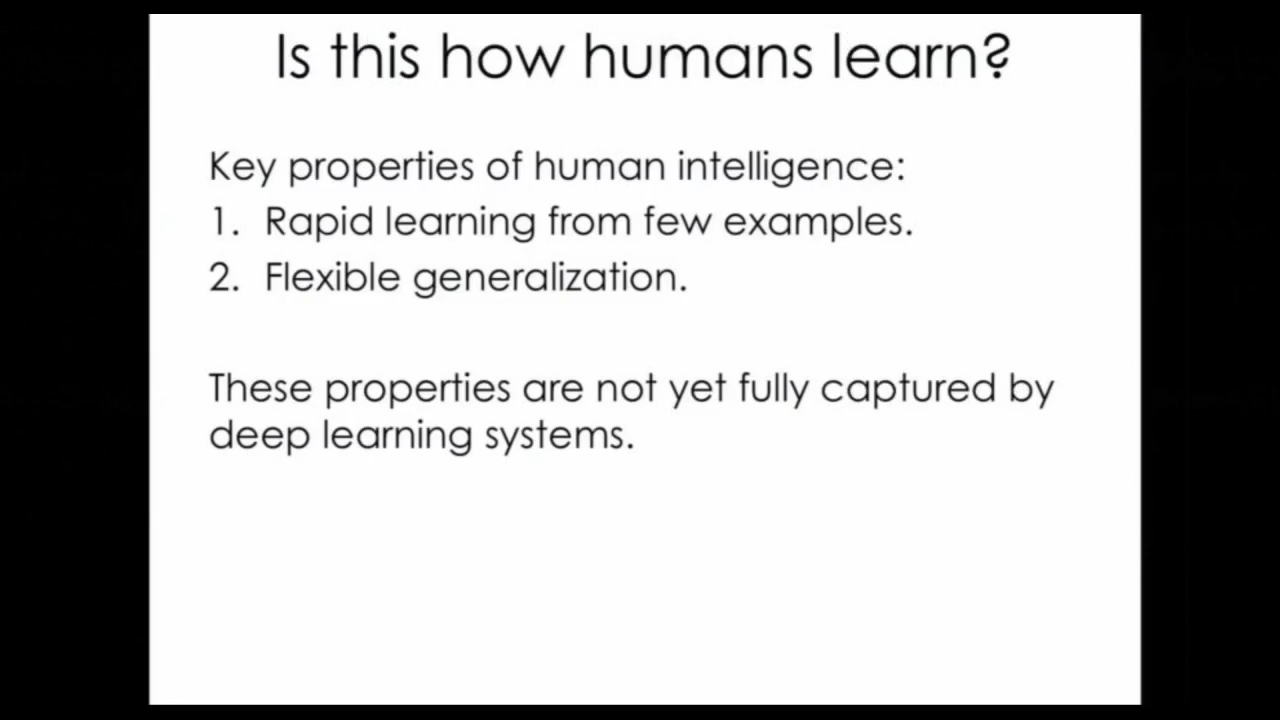 Is this how humans learn?
Key properties of human intelligence:
1. Rapid learning from few examples.
2. Flexible generalization.
These properties are not yet fully captured by
deep learning systems.